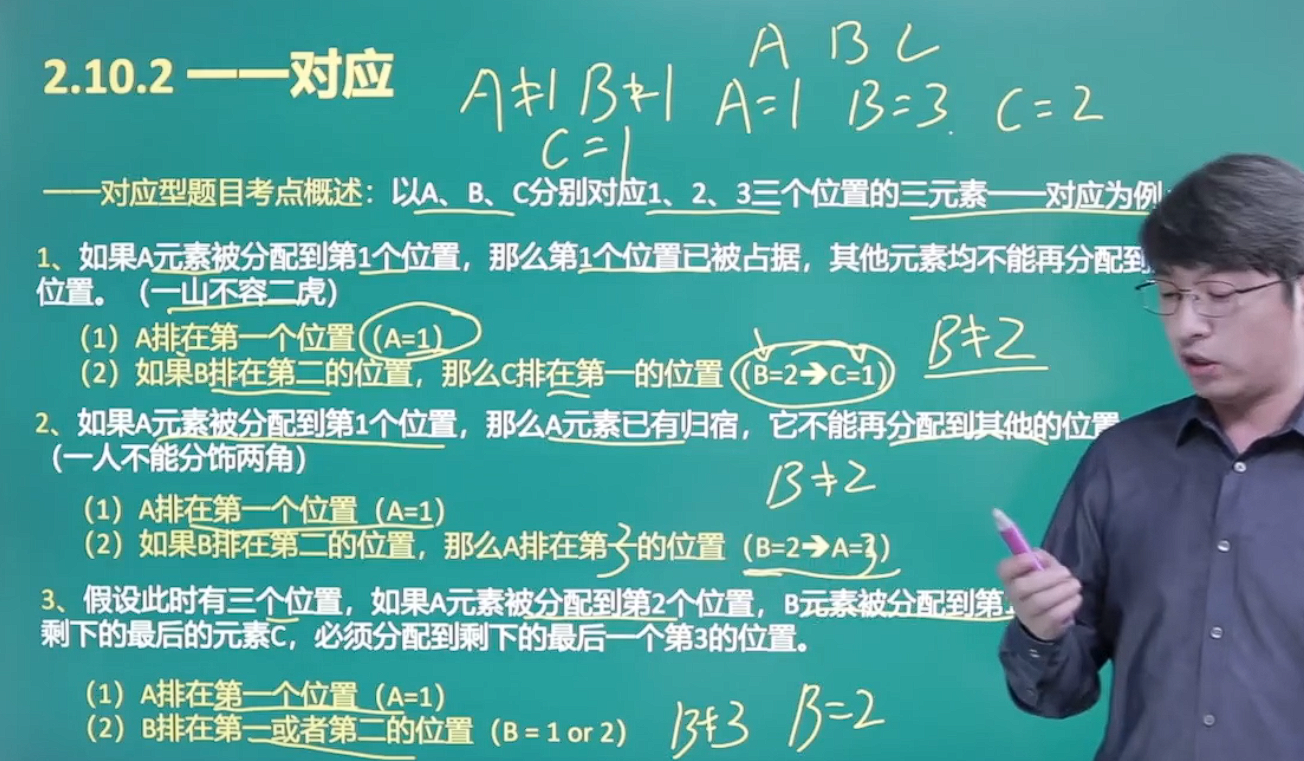 2.10.2 一一对应
A B C
A≠1 B≠1 A=1 B=3 C=2
C=1
一一对应型题目考点概述：以A、B、C分别对应1、2、3三个位置的三元素一一对应为例
1、如果A元素被分配到第1个位置，那么第1个位置已被占据，其他元素均不能再分配到
位置。（一山不容二虎）
（1）A排在第一个位置（A=1）
（2）如果B排在第二的位置，那么C排在第一的位置（B=2➔C=1）
B≠2
2、如果A元素被分配到第1个位置，那么A元素已有归宿，它不能再分配到其他的位置
（一人不能分饰两角）
B≠2
（1）A排在第一个位置（A=1）
（2）如果B排在第二的位置，那么A排在第3的位置（B=2➔A=3）
3、假设此时有三个位置，如果A元素被分配到第2个位置，B元素被分配到第1
剩下的最后的元素C，必须分配到剩下的最后一个第3的位置。
（1）A排在第一个位置（A=1）
（2）B排在第一或者第二的位置（B = 1 or 2）
B≠3 B=2